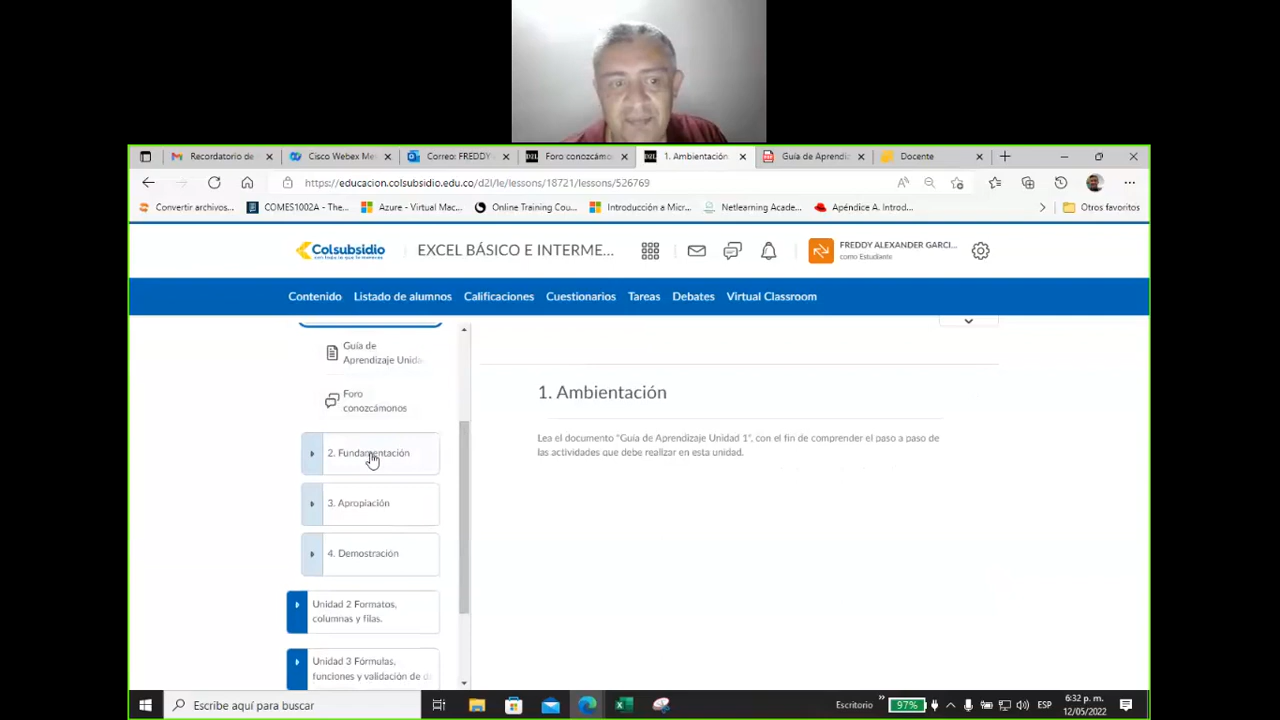 Recordatorio de
Cisco Webex Me
Correo: FREDDY
Foro conozcámo
1. Ambientación
Guía de Aprendi
Docente
https://educacion.colsubsidio.edu.co/d2l/le/lessons/18721/lessons/526769
Convertir archivos...
COMES1002A - The...
Azure - Virtual Mac...
Online Training Cou...
Introducción a Micr...
Netlearning Acade...
Apéndice A. Introd...
Otros favoritos
Colsubsidio
EXCEL BÁSICO E INTERME...
FREDDY ALEXANDER GARCI...
como Estudiante
Contenido
Listado de alumnos
Calificaciones
Cuestionarios
Tareas
Debates
Virtual Classroom
Guía de
Aprendizaje Unida
Foro
conozcámonos
2. Fundamentación
3. Apropiación
4. Demostración
Unidad 2 Formatos,
columnas y filas.
Unidad 3 Fórmulas,
funciones y validación de da
1. Ambientación
Lea el documento "Guía de Aprendizaje Unidad 1", con el fin de comprender el paso a paso de
las actividades que debe realizar en esta unidad.
Escribe aquí para buscar
Escritorio
97%
ESP
6:32 p. m.
12/05/2022